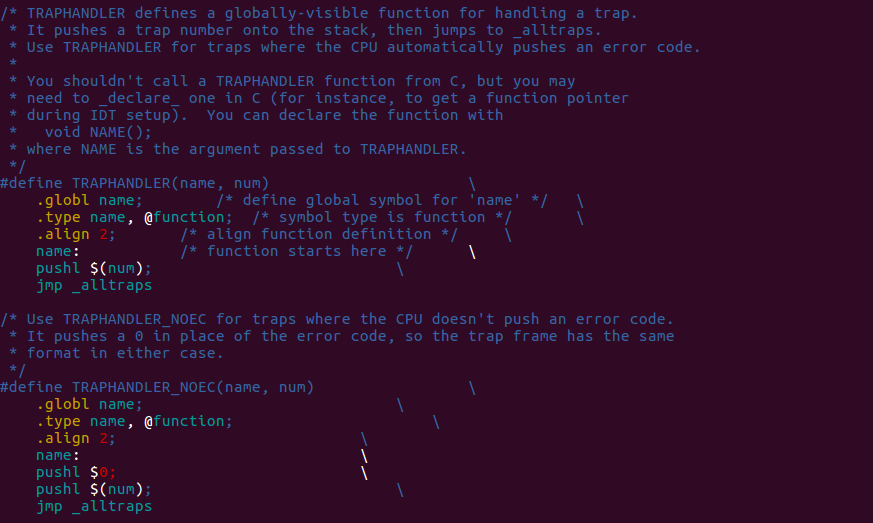 /* TRAPHANDLER defines a globally-visible function for handling a trap.
 * It pushes a trap number onto the stack, then jumps to _alltraps.
 * Use TRAPHANDLER for traps where the CPU automatically pushes an error code.
 *
 * You shouldn't call a TRAPHANDLER function from C, but you may
 * need to _declare_ one in C (for instance, to get a function pointer
 * during IDT setup).  You can declare the function with
 *   void NAME();
 * where NAME is the argument passed to TRAPHANDLER.
 */
#define TRAPHANDLER(name, num)                      \
    .globl name;        /* define global symbol for 'name' */   \
    .type name, @function;  /* symbol type is function */       \
    .align 2;       /* align function definition */     \
    name:           /* function starts here */      \
    pushl $(num);                           \
    jmp _alltraps

/* Use TRAPHANDLER_NOEC for traps where the CPU doesn't push an error code.
 * It pushes a 0 in place of the error code, so the trap frame has the same
 * format in either case.
 */
#define TRAPHANDLER_NOEC(name, num)                 \
    .globl name;                            \
    .type name, @function;                      \
    .align 2;                           \
    name:                               \
    pushl $0;                           \
    pushl $(num);                           \
    jmp _alltraps